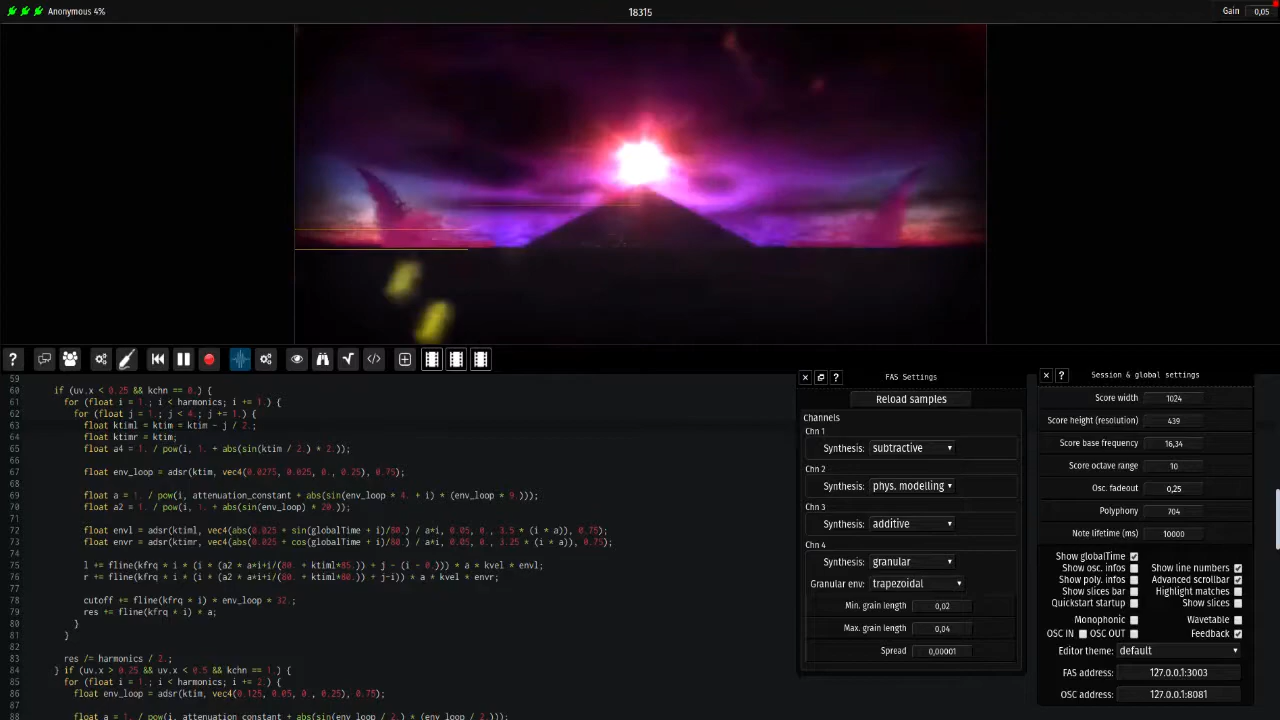 Anonymous 4%
18315
Gain 0,05
59
60 if (uv.x < 0.25 && kchn == 0.) {
61 for (float i = 1.; i < harmonics; i += 1.) {
62 for (float j = 1.; j < 4.; j += 1.) {
63 float ktiml = ktim = ktim - j / 2.;
64 float ktimr = ktim;
65 float a4 = 1. / pow(i, 1. + abs(sin(ktim / 2.) * 2.));
66
67 float env_loop = adsr(ktim, vec4(0.0275, 0.025, 0., 0.25), 0.75);
68
69 float a = 1. / pow(i, attenuation_constant + abs(sin(env_loop * 4. + i) * (env_loop * 9.)));
70 float a2 = 1. / pow(i, 1. + abs(sin(env_loop) * 20.));
71
72 float envl = adsr(ktiml, vec4(abs(0.025 + sin(globalTime + i)/80.) / a*i, 0.05, 0., 3.5 * (i * a)), 0.75);
73 float envr = adsr(ktimr, vec4(abs(0.025 + cos(globalTime + i)/80.) / a*i, 0.05, 0., 3.25 * (i * a)), 0.75);
74
75 l += fline(kfrq * i * (i * (a2 * a*i+i/(80. + ktiml*85.)) + j - (i - 0.))) * a * kvel * envl;
76 r += fline(kfrq * i * (i * (a2 * a*i+i/(80. + ktiml*80.)) + j-i)) * a * kvel * envr;
77
78 cutoff += fline(kfrq * i) * env_loop * 32.;
79 res += fline(kfrq * i) * a;
80 }
81 }
82
83 res /= harmonics / 2.;
84 } if (uv.x > 0.25 && uv.x < 0.5 && kchn == 1.) {
85 for (float i = 1.; i < harmonics; i += 2.) {
86 float env_loop = adsr(ktim, vec4(0.125, 0.05, 0., 0.25), 0.75);
87
88 float a = 1. / pow(i, attenuation_constant + abs(sin(env_loop / 2.) * (env_loop / 2.)));
FAS Settings
Reload samples
Channels
Chn 1
Synthesis: subtractive
Chn 2
Synthesis: phys. modelling
Chn 3
Synthesis: additive
Chn 4
Synthesis: granular
Granular env: trapezoidal
Min. grain length 0,02
Max. grain length 0,04
Spread 0,00001
Session & global settings
Score width 1024
Score height (resolution) 439
Score base frequency 16,34
Score octave range 10
Osc. fadeout 0,25
Polyphony 704
Note lifetime (ms) 10000
Show globalTime
Show osc. infos Show line numbers
Show poly. infos Advanced scrollbar
Show slices bar Highlight matches
Quickstart startup Show slices
Monophonic Wavetable
OSC IN OSC OUT Feedback
Editor theme: default
FAS address: 127.0.0.1:3003
OSC address: 127.0.0.1:8081